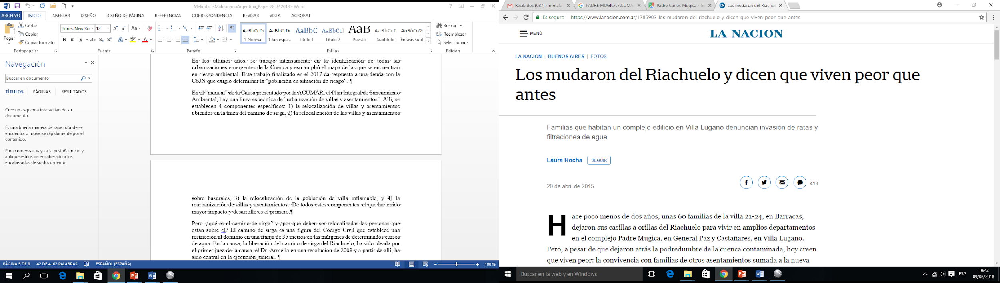 MelindaLisMaldonadoArgentina_Paper 28 02 2018 - Word
ARCHIVO INICIO INSERTAR DISEÑO DISEÑO DE PÁGINA REFERENCIAS CORRESPONDENCIA REVISAR VISTA ACROBAT
Pegar
Cortar
Copiar
Copiar formato
Portapapeles
Times New Ro 12
Aa
N K S abc x₂ x²
Fuente
Párrafo
AaBbCcDc AaBbCcDc AaBbC AaBbCcl AaB AaBbCcD AaBbCcDc
¶ Normal ¶ Sin espa... Título 1 Título 2 Puesto Subtítulo Énfasis sutil
Estilos
Buscar
Reemplazar
Seleccionar
Edición
Navegación
Buscar en documento
TÍTULOS PÁGINAS RESULTADOS
Cree un esquema interactivo de su
documento.
Es una buena manera de saber dónde se
encuentra o moverse rápidamente por el
contenido.
Para comenzar, vaya a la pestaña Inicio y
aplique estilos de encabezado a los
encabezados de su documento.
En los últimos años, se trabajó intensamente en la identificación de todas las
urbanizaciones emergentes de la Cuenca y eso amplió el mapa de las que se encuentran
en riesgo ambiental. Este trabajo finalizado en el 2017 da respuesta a una deuda con la
CSJN que exigió determinar la “población en situación de riesgo”. ¶
En el “manual” de la Causa presentado por la ACUMAR, el Plan Integral de Saneamiento
Ambiental, hay una línea específica de “urbanización de villas y asentamientos”. Allí, se
establecen 4 componentes específicos: 1) la relocalización de villas y asentamientos
ubicados en la traza del camino de sirga, 2) la relocalización de las villas y asentamientos
sobre basurales, 3) la relocalización de la población de villa inflamable, y 4) la
reurbanización de villas y asentamientos. De todos estos componentes, el que ha tenido
mayor impacto y desarrollo es el primero.¶
Pero, ¿qué es el camino de sirga? y ¿por qué deben ser relocalizadas las personas que
están sobre el? El camino de sirga es una figura del Código Civil que establece una
restricción al dominio en una franja de 35 metros en las márgenes de determinados cursos
de agua. En la causa, la liberación del camino de sirga del Riachuelo, ha sido ideada por
el primer juez de la causa, el Dr. Armella en una resolución de 2009 y a partir de allí, ha
sido central en la ejecución judicial. ¶
PÁGINA 5 DE 9 42 DE 4162 PALABRAS ESPAÑOL (ESPAÑA) 100 %
Recibidos (687) - mmald PADRE MUGICA ACUMA Padre Carlos Mugica - G Los mudaron del Riachue
Es seguro https://www.lanacion.com.ar/1785902-los-mudaron-del-riachuelo-y-dicen-que-viven-peor-que-antes
MENÚ LA NACION
LA NACION | BUENOS AIRES | FOTOS
Los mudaron del Riachuelo y dicen que viven peor que
antes
Familias que habitan un complejo edilicio en Villa Lugano denuncian invasión de ratas y
filtraciones de agua
Laura Rocha SEGUIR
20 de abril de 2015 413
Hace poco menos de dos años, unas 60 familias de la villa 21-24, en Barracas,
dejaron sus casillas a orillas del Riachuelo para vivir en amplios departamentos
en el complejo Padre Mugica, en General Paz y Castañares, en Villa Lugano.
Pero, a pesar de que dejaron atrás la podredumbre de la cuenca contaminada, hoy creen
que viven peor: la convivencia con familias de otros asentamientos sumada a la nueva
Buscar en la web y en Windows
ESP
19:42
09/03/2018